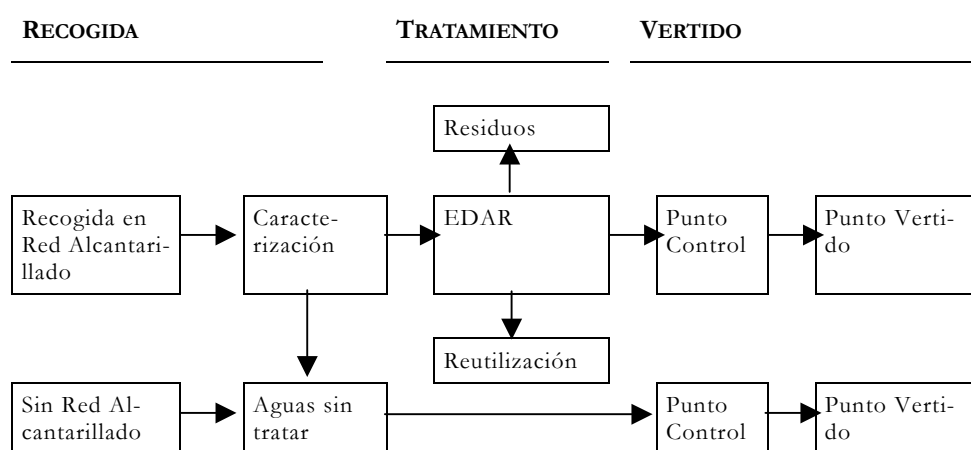 RECOGIDA
TRATAMIENTO
VERTIDO
Residuos
Recogida en
Red Alcantari-
llado
Caracte-
rización
EDAR
Punto
Control
Punto Verti-
do
Reutilización
Sin Red Al-
cantarillado
Aguas sin
tratar
Punto
Control
Punto Verti-
do